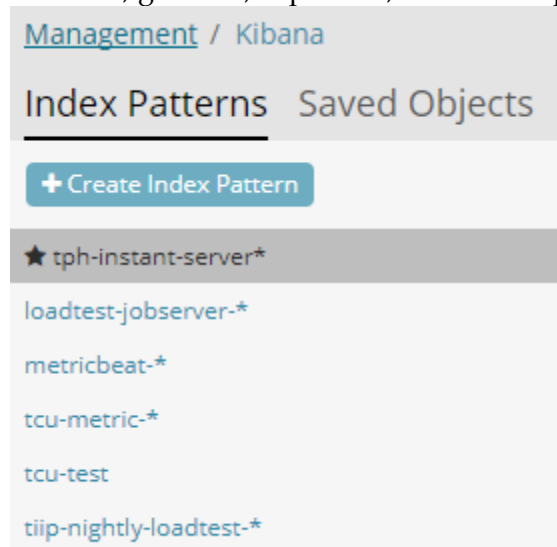 Management / Kibana
Index Patterns Saved Objects
+ Create Index Pattern
★ tph-instant-server*
loadtest-jobserver-*
metricbeat-*
tcu-metric-*
tcu-test
tiip-nightly-loadtest-*